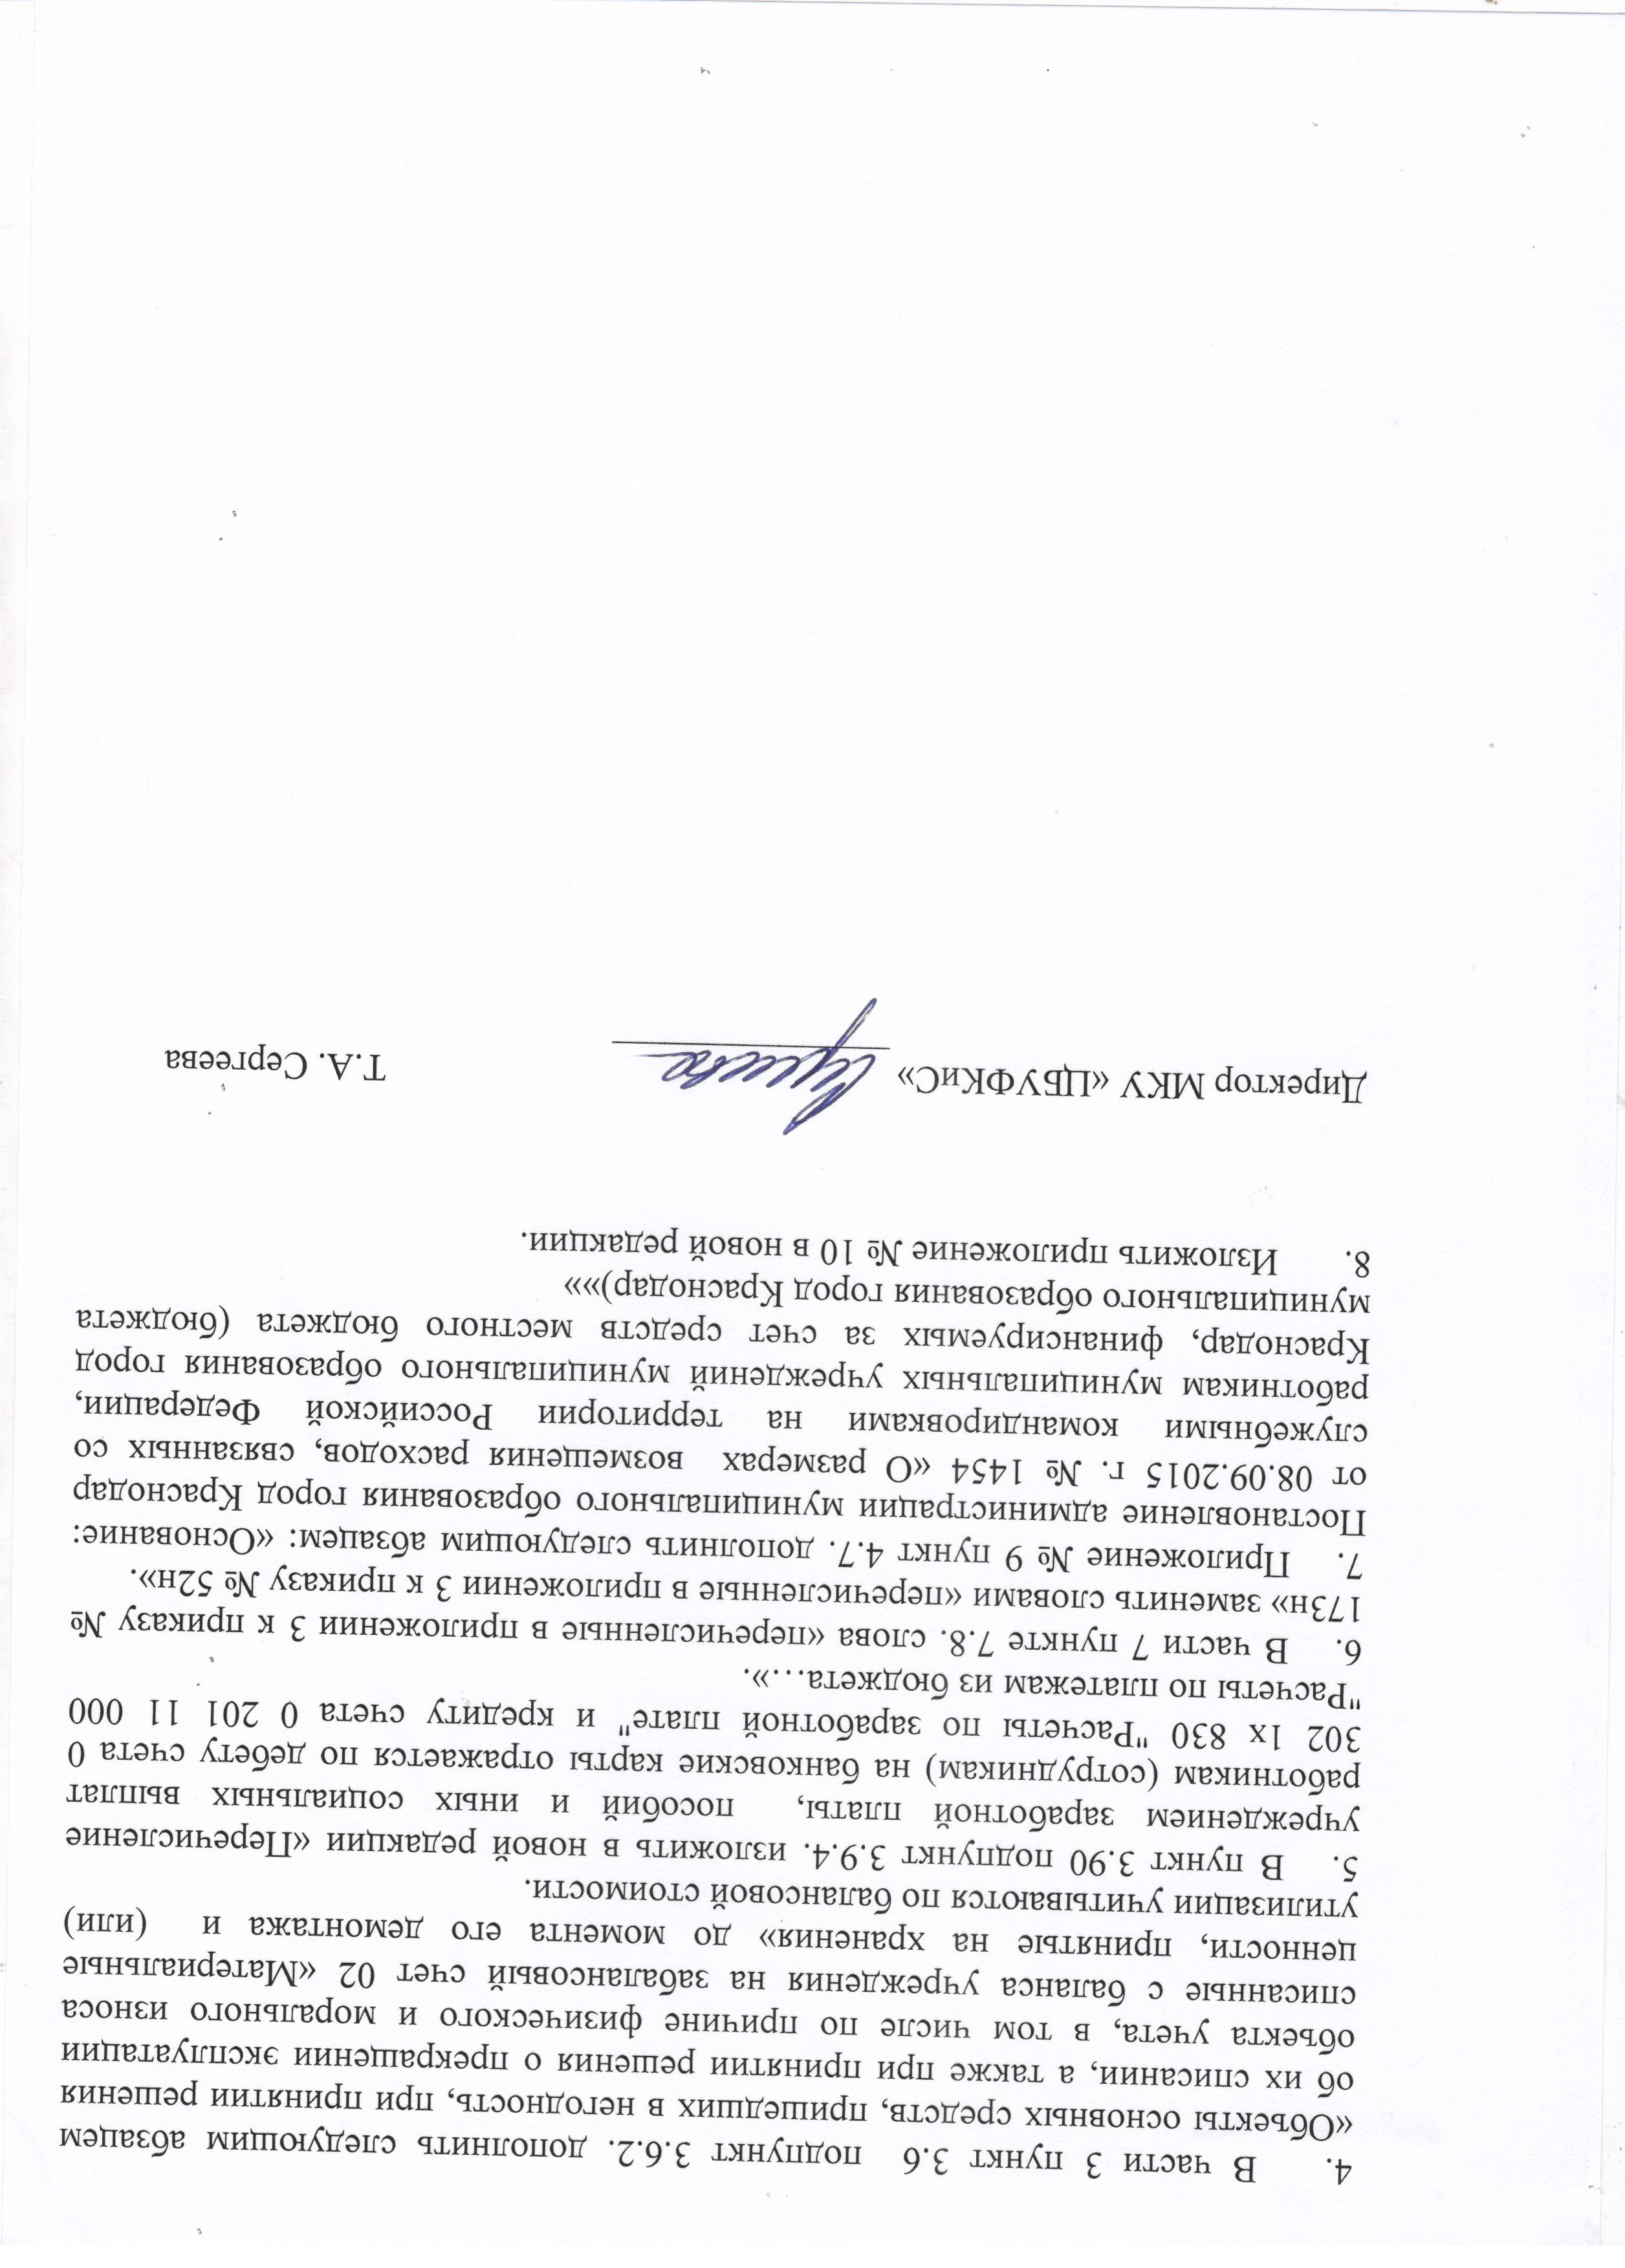 4. В части 3 пункт 3.6 подпункт 3.6.2. дополнить следующим абзацем
«Объекты основных средств, пришедших в негодность, при принятии решения
об их списании, а также при принятии решения о прекращении эксплуатации
объекта учета, в том числе по причине физического и морального износа
списанные с баланса учреждения на забалансовый счет 02 «Материальные
ценности, принятые на хранения» до момента его демонтажа и (или)
утилизации учитываются по балансовой стоимости.
5. В пункт 3.90 подпункт 3.9.4. изложить в новой редакции «Перечисление
учреждением заработной платы, пособий и иных социальных выплат
работникам (сотрудникам) на банковские карты отражается по дебету счета 0
302 1х 830 "Расчеты по заработной плате" и кредиту счета 0 201 11 000
"Расчеты по платежам из бюджета…».
6. В части 7 пункте 7.8. слова «перечисленные в приложении 3 к приказу №
173н» заменить словами «перечисленные в приложении 3 к приказу № 52н».
7. Приложение № 9 пункт 4.7. дополнить следующим абзацем: «Основание:
Постановление администрации муниципального образования город Краснодар
от 08.09.2015 г. № 1454 «О размерах возмещения расходов, связанных со
служебными командировками на территории Российской Федерации,
работникам муниципальных учреждений муниципального образования город
Краснодар, финансируемых за счет средств местного бюджета (бюджета
муниципального образования город Краснодар)»»
8. Изложить приложение № 10 в новой редакции.
Директор МКУ «ЦБУФКиС» Т.А. Сергеева